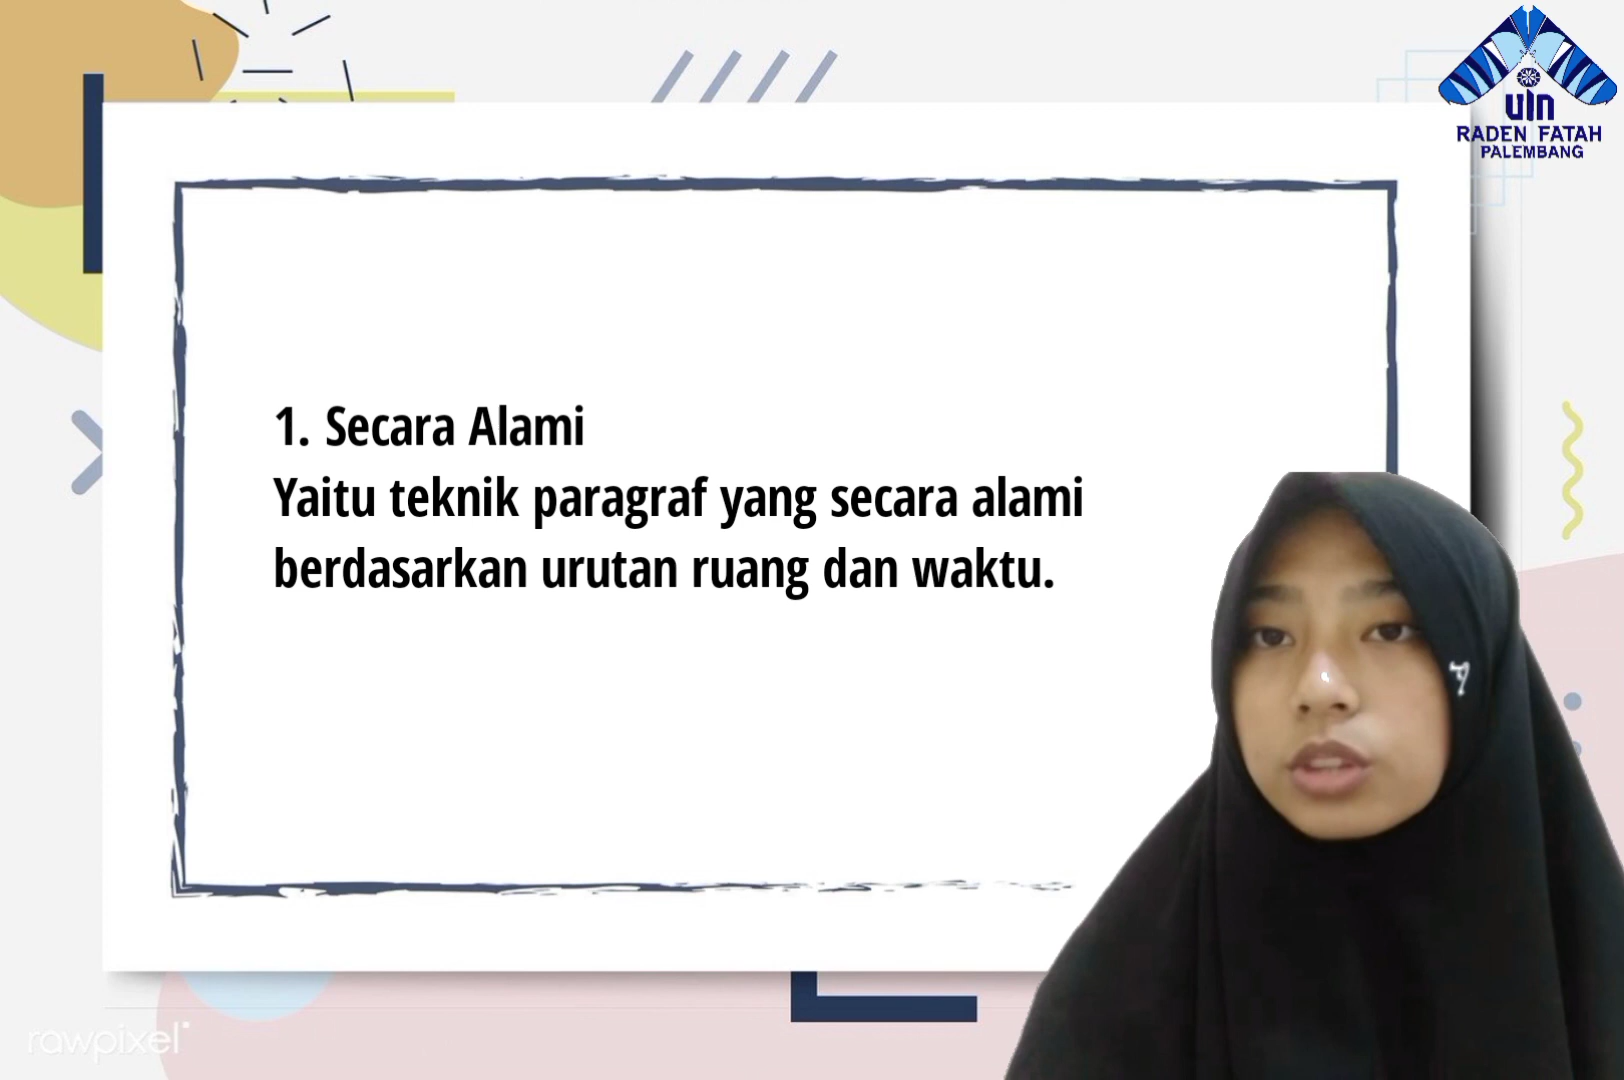 uin
RADEN FATAH
PALEMBANG
1. Secara Alami
Yaitu teknik paragraf yang secara alami
berdasarkan urutan ruang dan waktu.
rawpixel